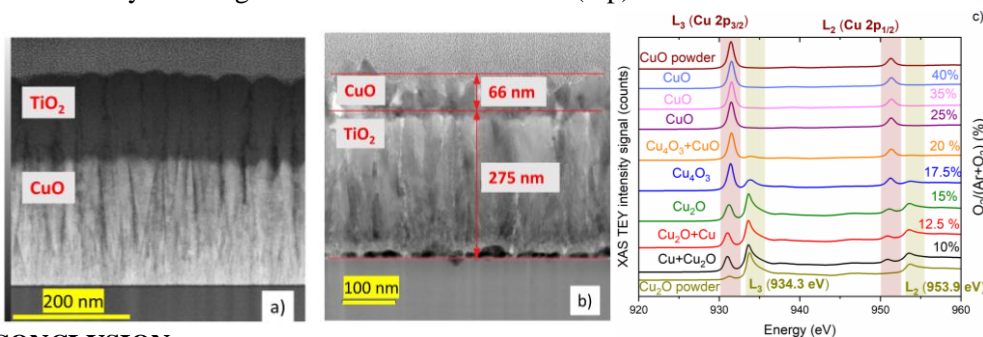 TiO2
CuO
200 nm
a)
CuO
66 nm
TiO2
275 nm
100 nm
b)
L3 (Cu 2p3/2)
L2 (Cu 2p1/2)
c)
XAS TEY intensity signal (counts)
CuO powder
CuO
40%
CuO
35%
CuO
25%
Cu4O3+CuO
20 %
Cu4O3
17.5%
Cu2O
15%
Cu2O+Cu
12.5 %
Cu+Cu2O
10%
Cu2O powder
L3 (934.3 eV)
L2 (953.9 eV)
O2/(Ar+O2) (%)
920
930
940
950
960
Energy (eV)